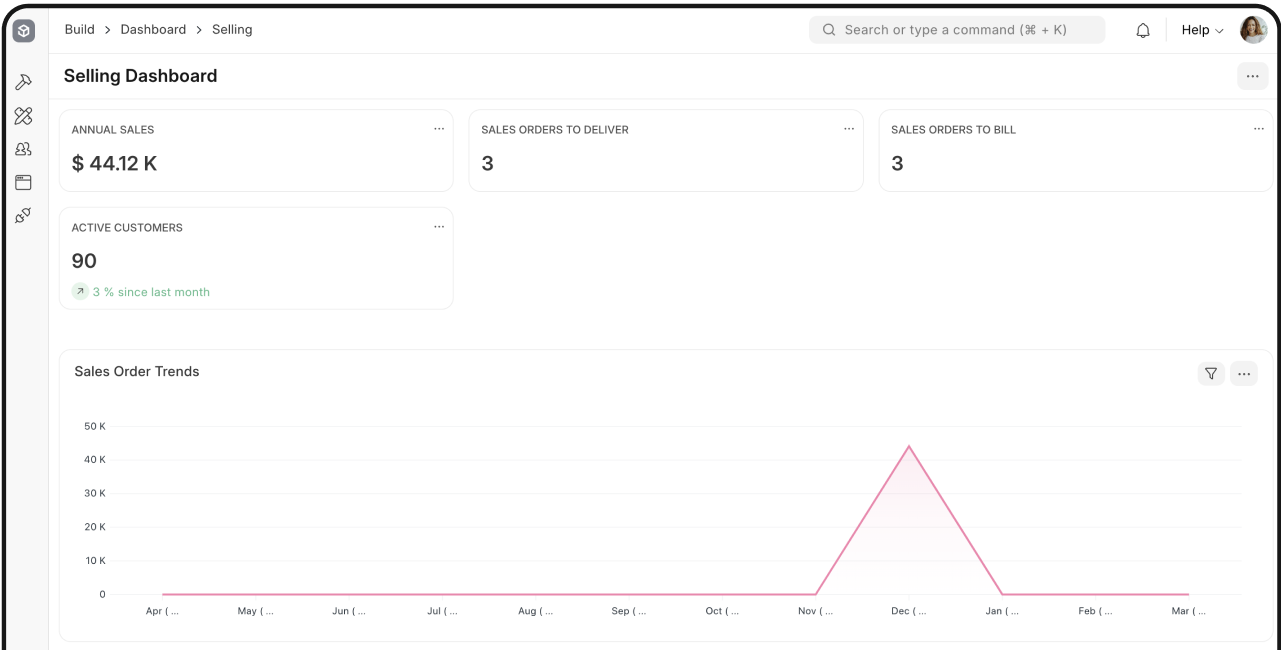 Build > Dashboard > Selling
Search or type a command (⌘ + K)
Help
Selling Dashboard
ANNUAL SALES
$ 44.12 K
SALES ORDERS TO DELIVER
3
SALES ORDERS TO BILL
3
ACTIVE CUSTOMERS
90
3 % since last month
Sales Order Trends
50 K
40 K
30 K
20 K
10 K
0
Apr ( ... May ( ... Jun ( ... Jul ( ... Aug ( ... Sep ( ... Oct ( ... Nov ( ... Dec ( ... Jan ( ... Feb ( ... Mar ( ...